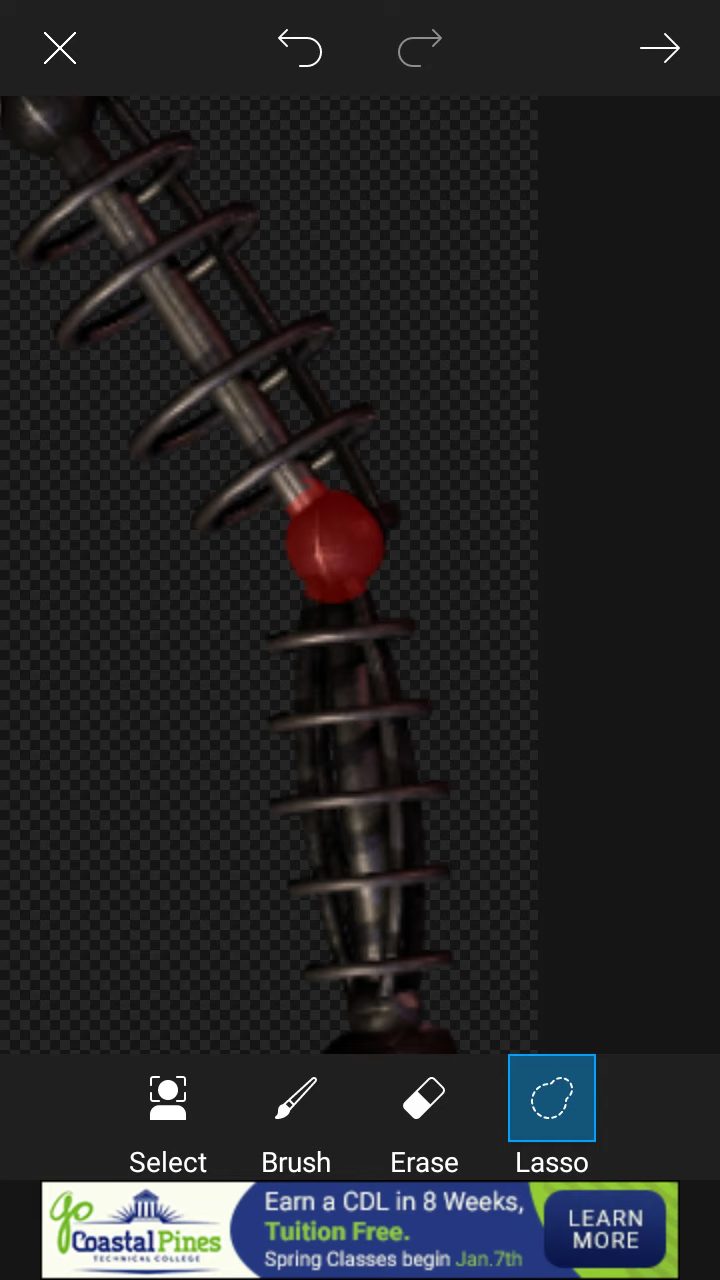 Select Brush Erase Lasso
go
CoastalPines
TECHNICAL COLLEGE
Earn a CDL in 8 Weeks,
Tuition Free.
Spring Classes begin Jan.7th
LEARN
MORE